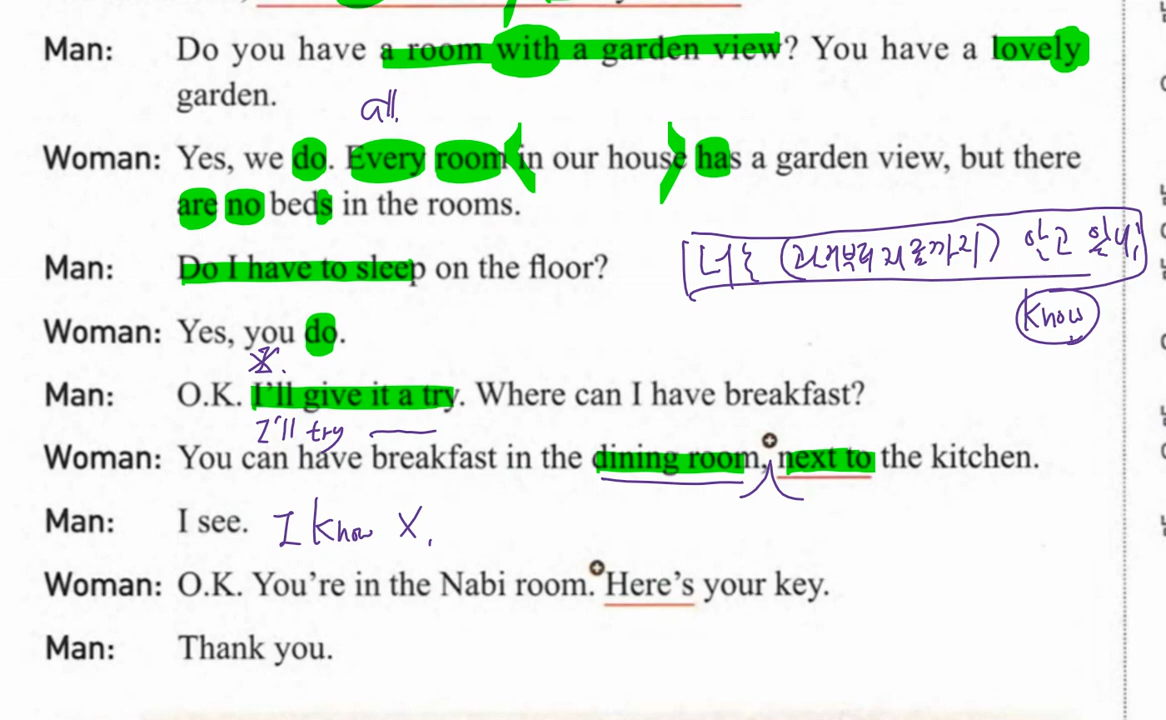 Man: Do you have a room with a garden view? You have a lovely
garden.
all.
Woman: Yes, we do. Every room in our house has a garden view, but there
are no beds in the rooms.
Man: Do I have to sleep on the floor?
너는 (과거부터 지금까지) 알고 있니
know
Woman: Yes, you do.
Man: O.K. I'll give it a try. Where can I have breakfast?
I'll try
Woman: You can have breakfast in the dining room, next to the kitchen.
Man: I see. I know X.
Woman: O.K. You're in the Nabi room. Here's your key.
Man: Thank you.